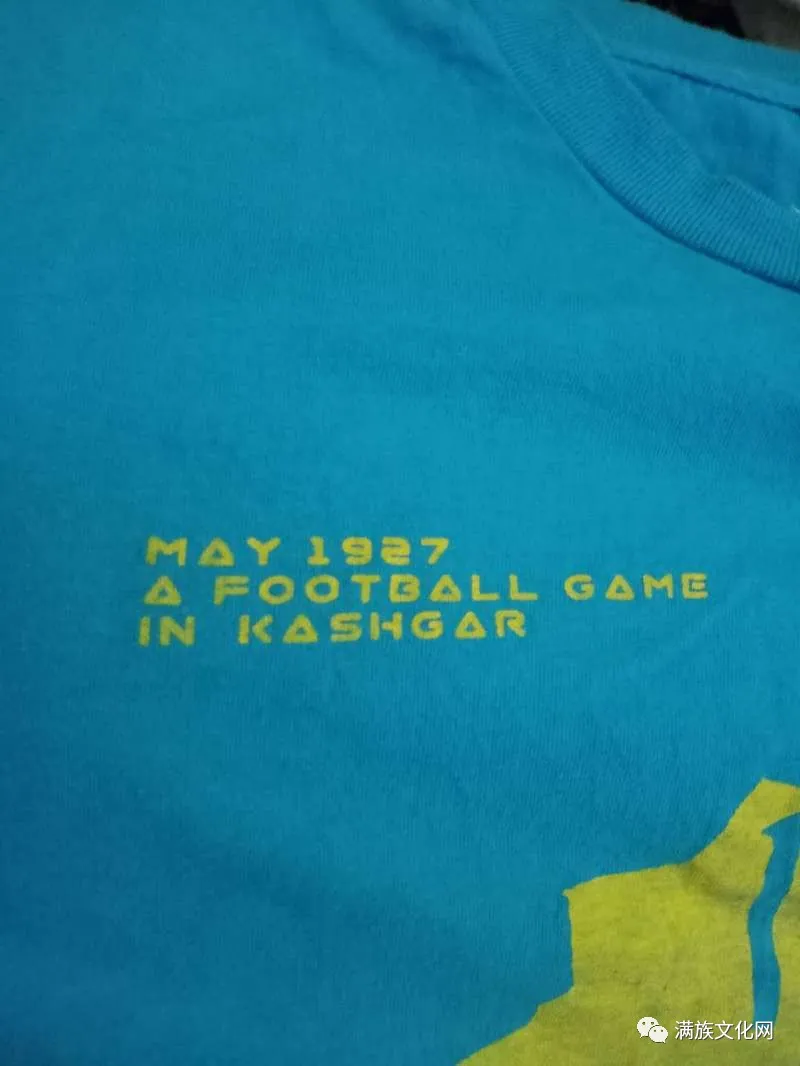 MAY 1927
A FOOTBALL GAME
IN KASHGAR
满族文化网